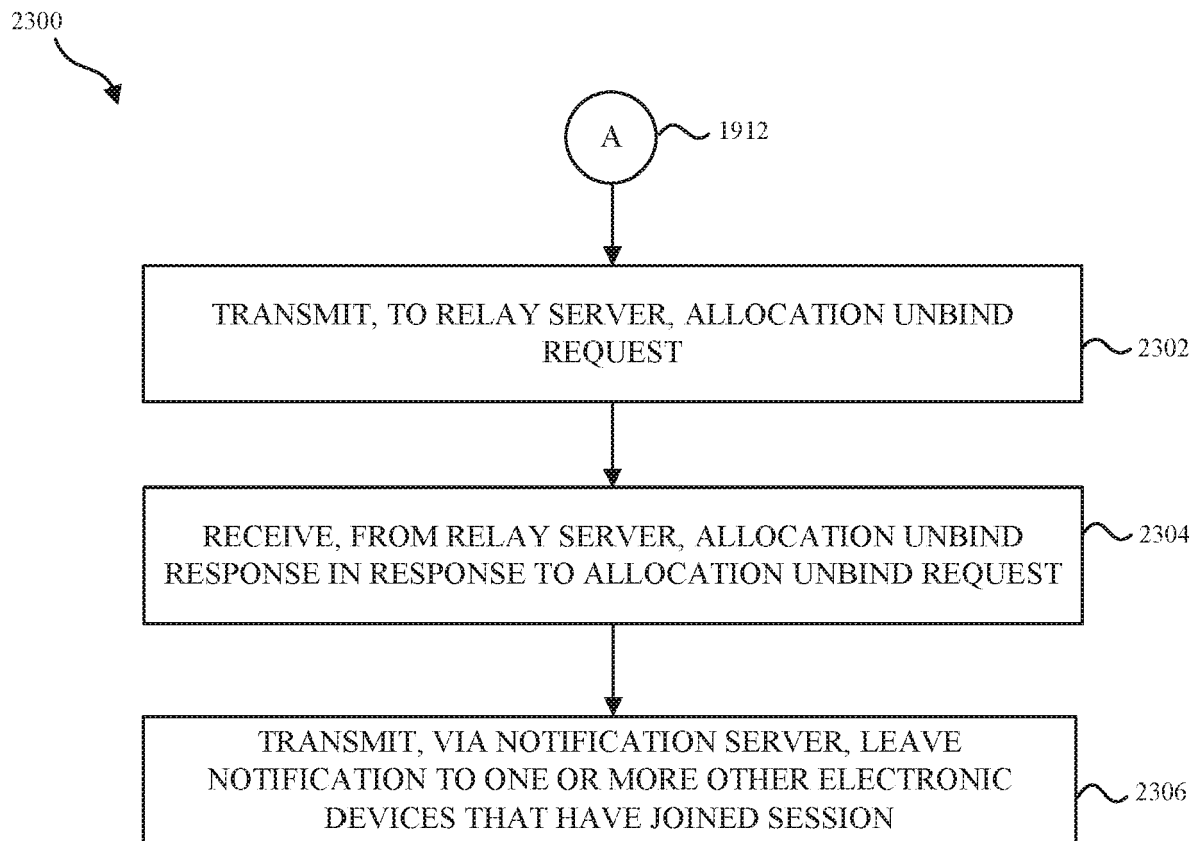 2300
A
1912
TRANSMIT, TO RELAY SERVER, ALLOCATION UNBIND
REQUEST
2302
RECEIVE, FROM RELAY SERVER, ALLOCATION UNBIND
RESPONSE IN RESPONSE TO ALLOCATION UNBIND REQUEST
2304
TRANSMIT, VIA NOTIFICATION SERVER, LEAVE
NOTIFICATION TO ONE OR MORE OTHER ELECTRONIC
DEVICES THAT HAVE JOINED SESSION
2306